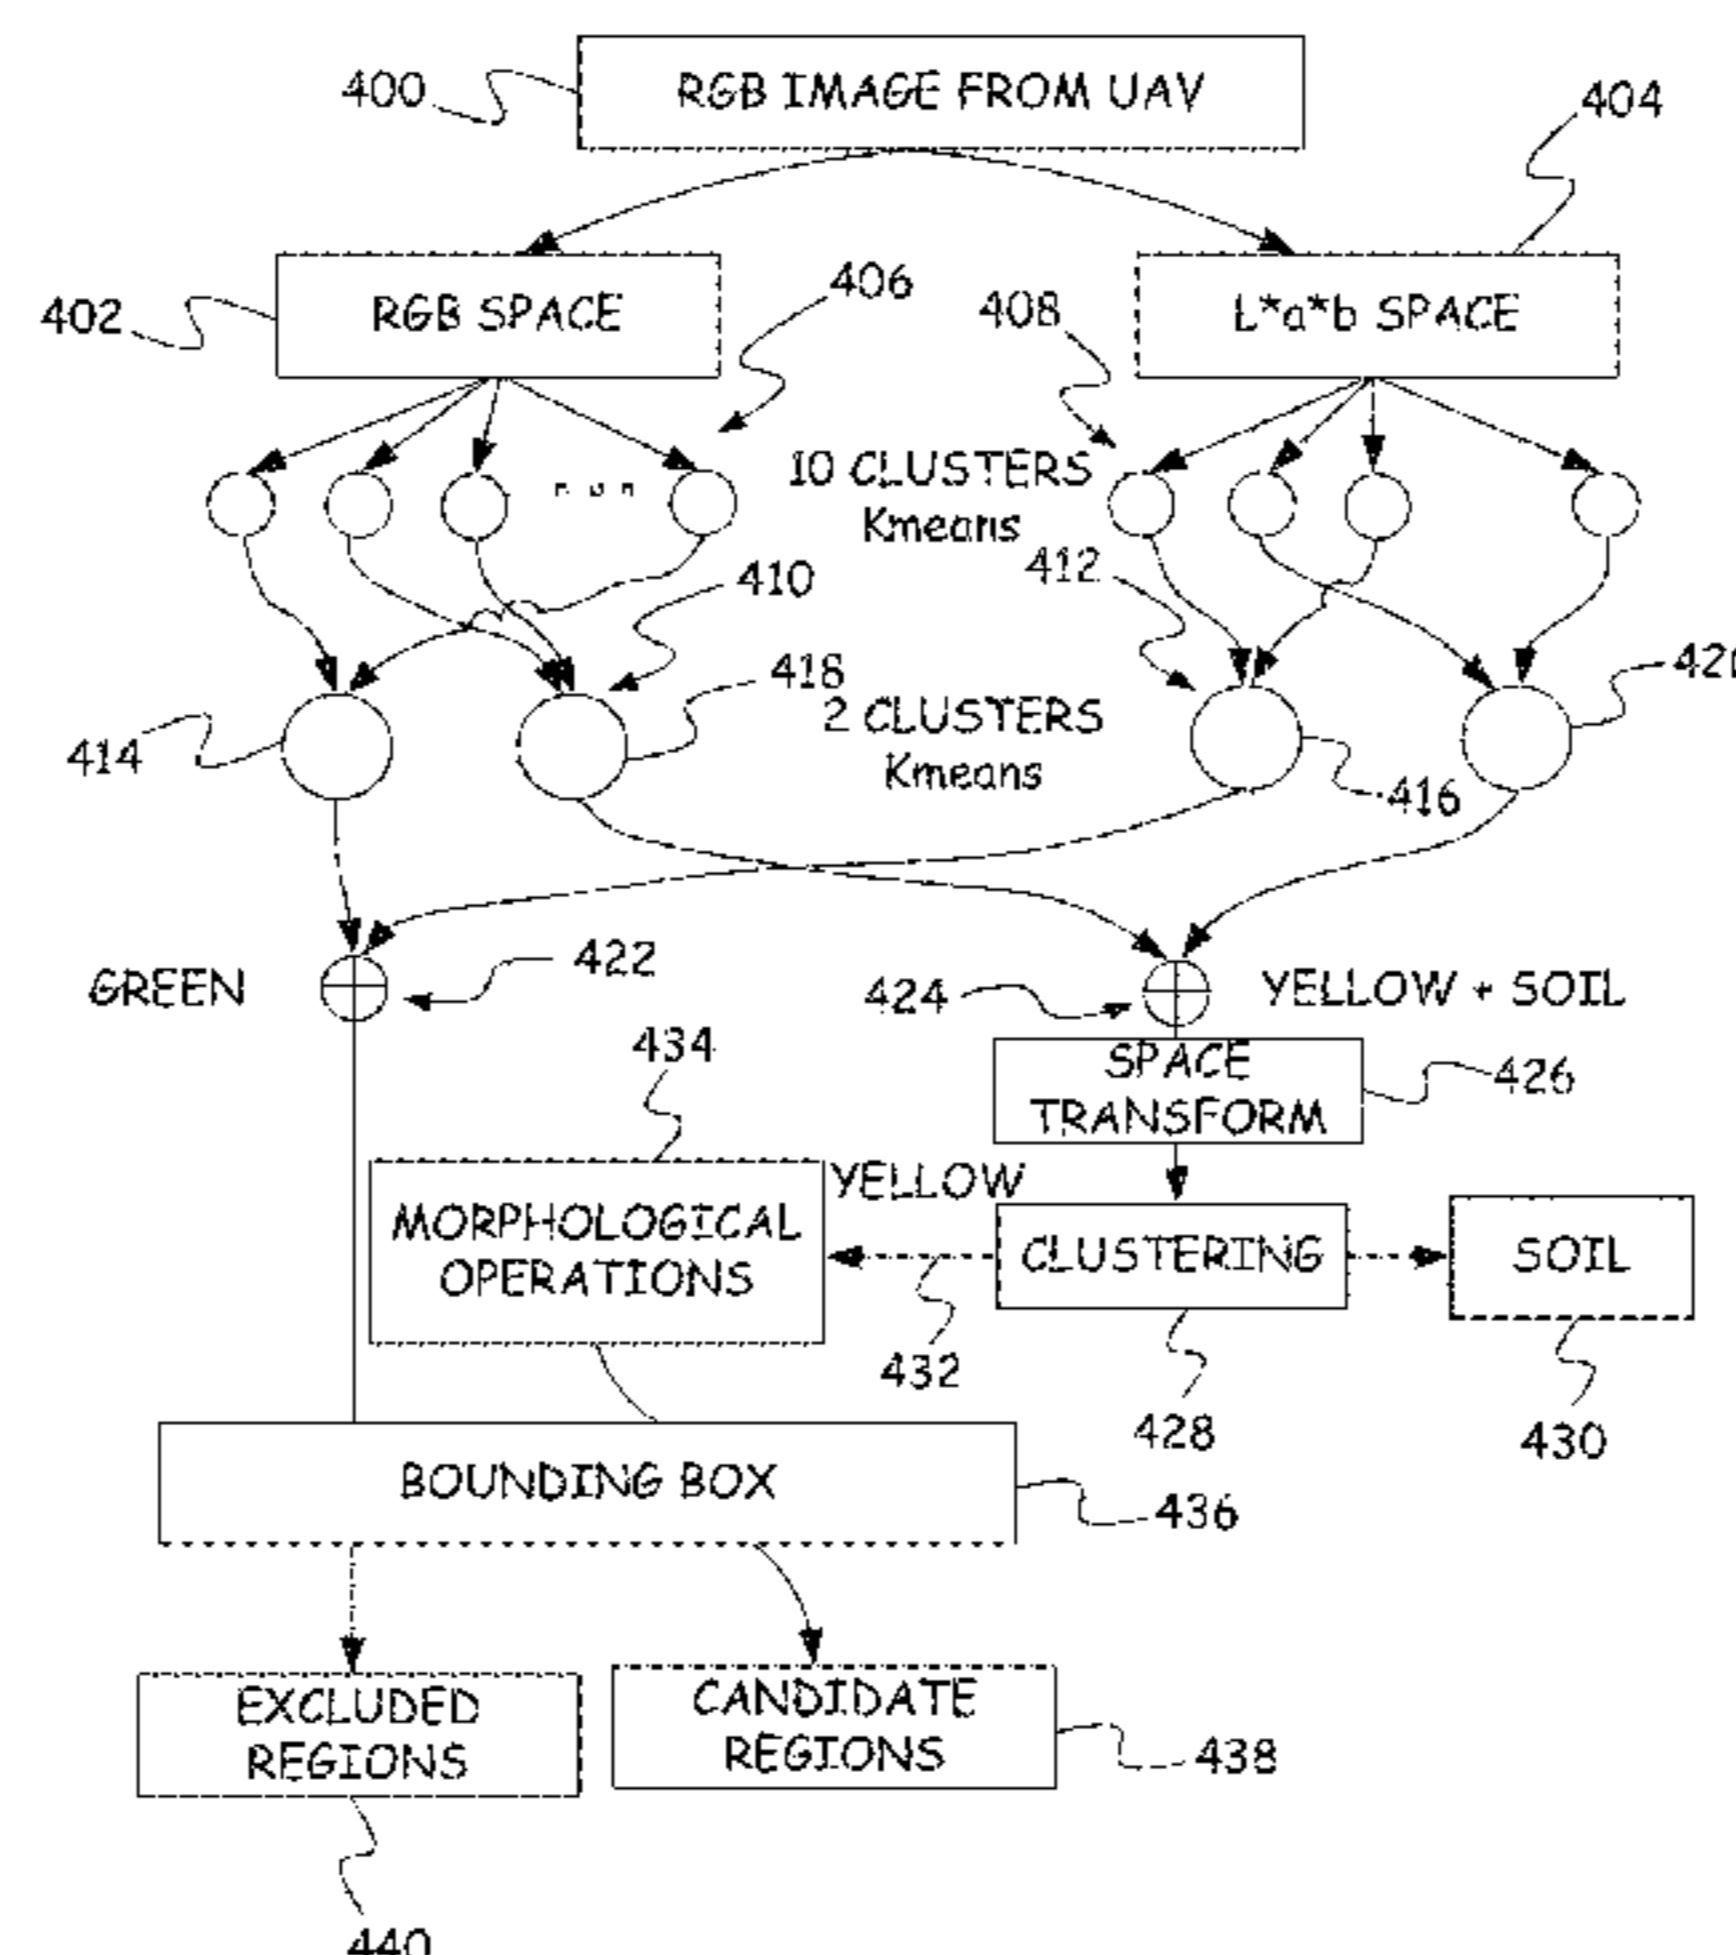 RGB IMAGE FROM UAV
400
404
RGB SPACE
402
406
408
L*a*b SPACE
10 CLUSTERS
Kmeans
410
412
418
2 CLUSTERS
Kmeans
414
416
GREEN
422
424
YELLOW + SOIL
434
SPACE
TRANSFORM
426
YELLOW
MORPHOLOGICAL
OPERATIONS
CLUSTERING
SOIL
432
428
430
BOUNDING BOX
436
EXCLUDED
REGIONS
CANDIDATE
REGIONS
438
440